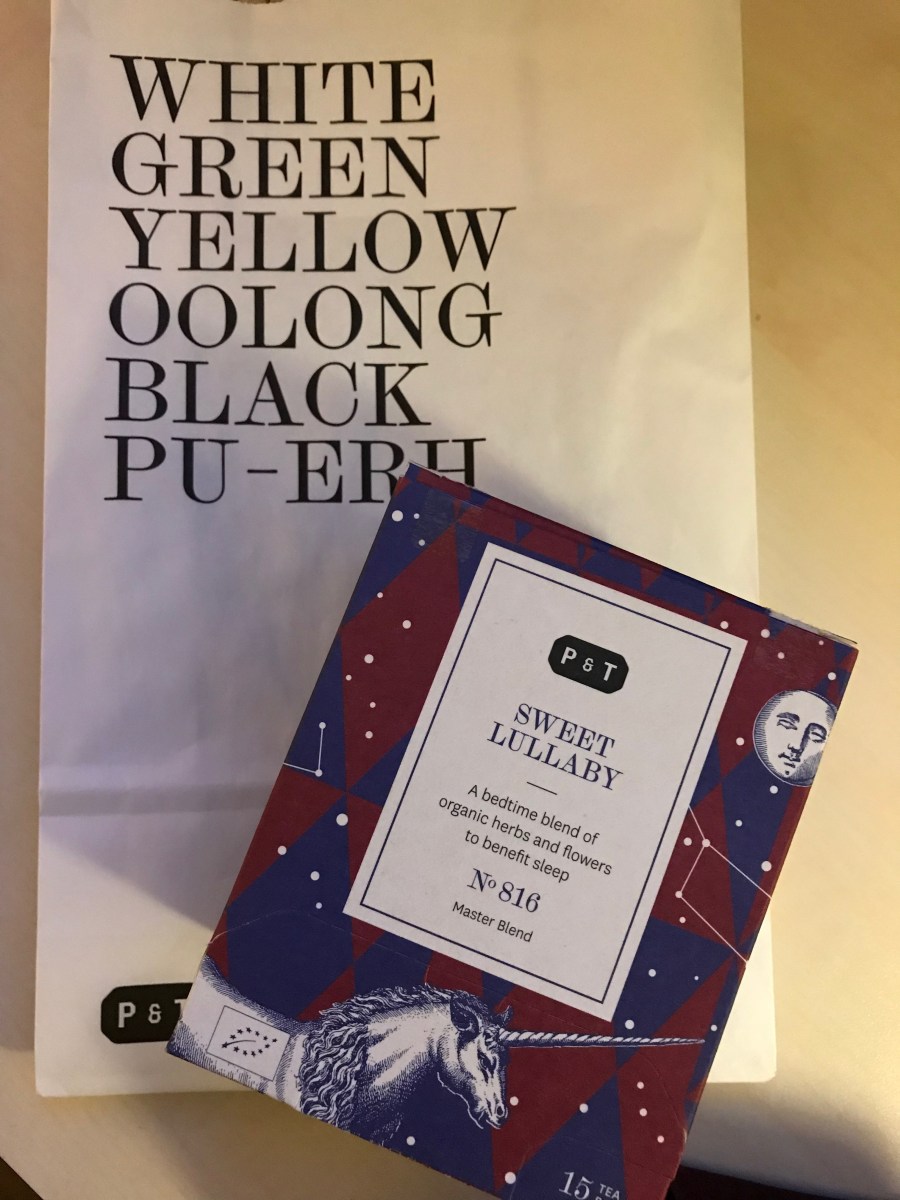 WHITE
GREEN
YELLOW
OOLONG
BLACK
PU-ERH
P & T
SWEET
LULLABY
A bedtime blend of
organic herbs and flowers
to benefit sleep
Nº 816
Master Blend
P & T
15 TEA